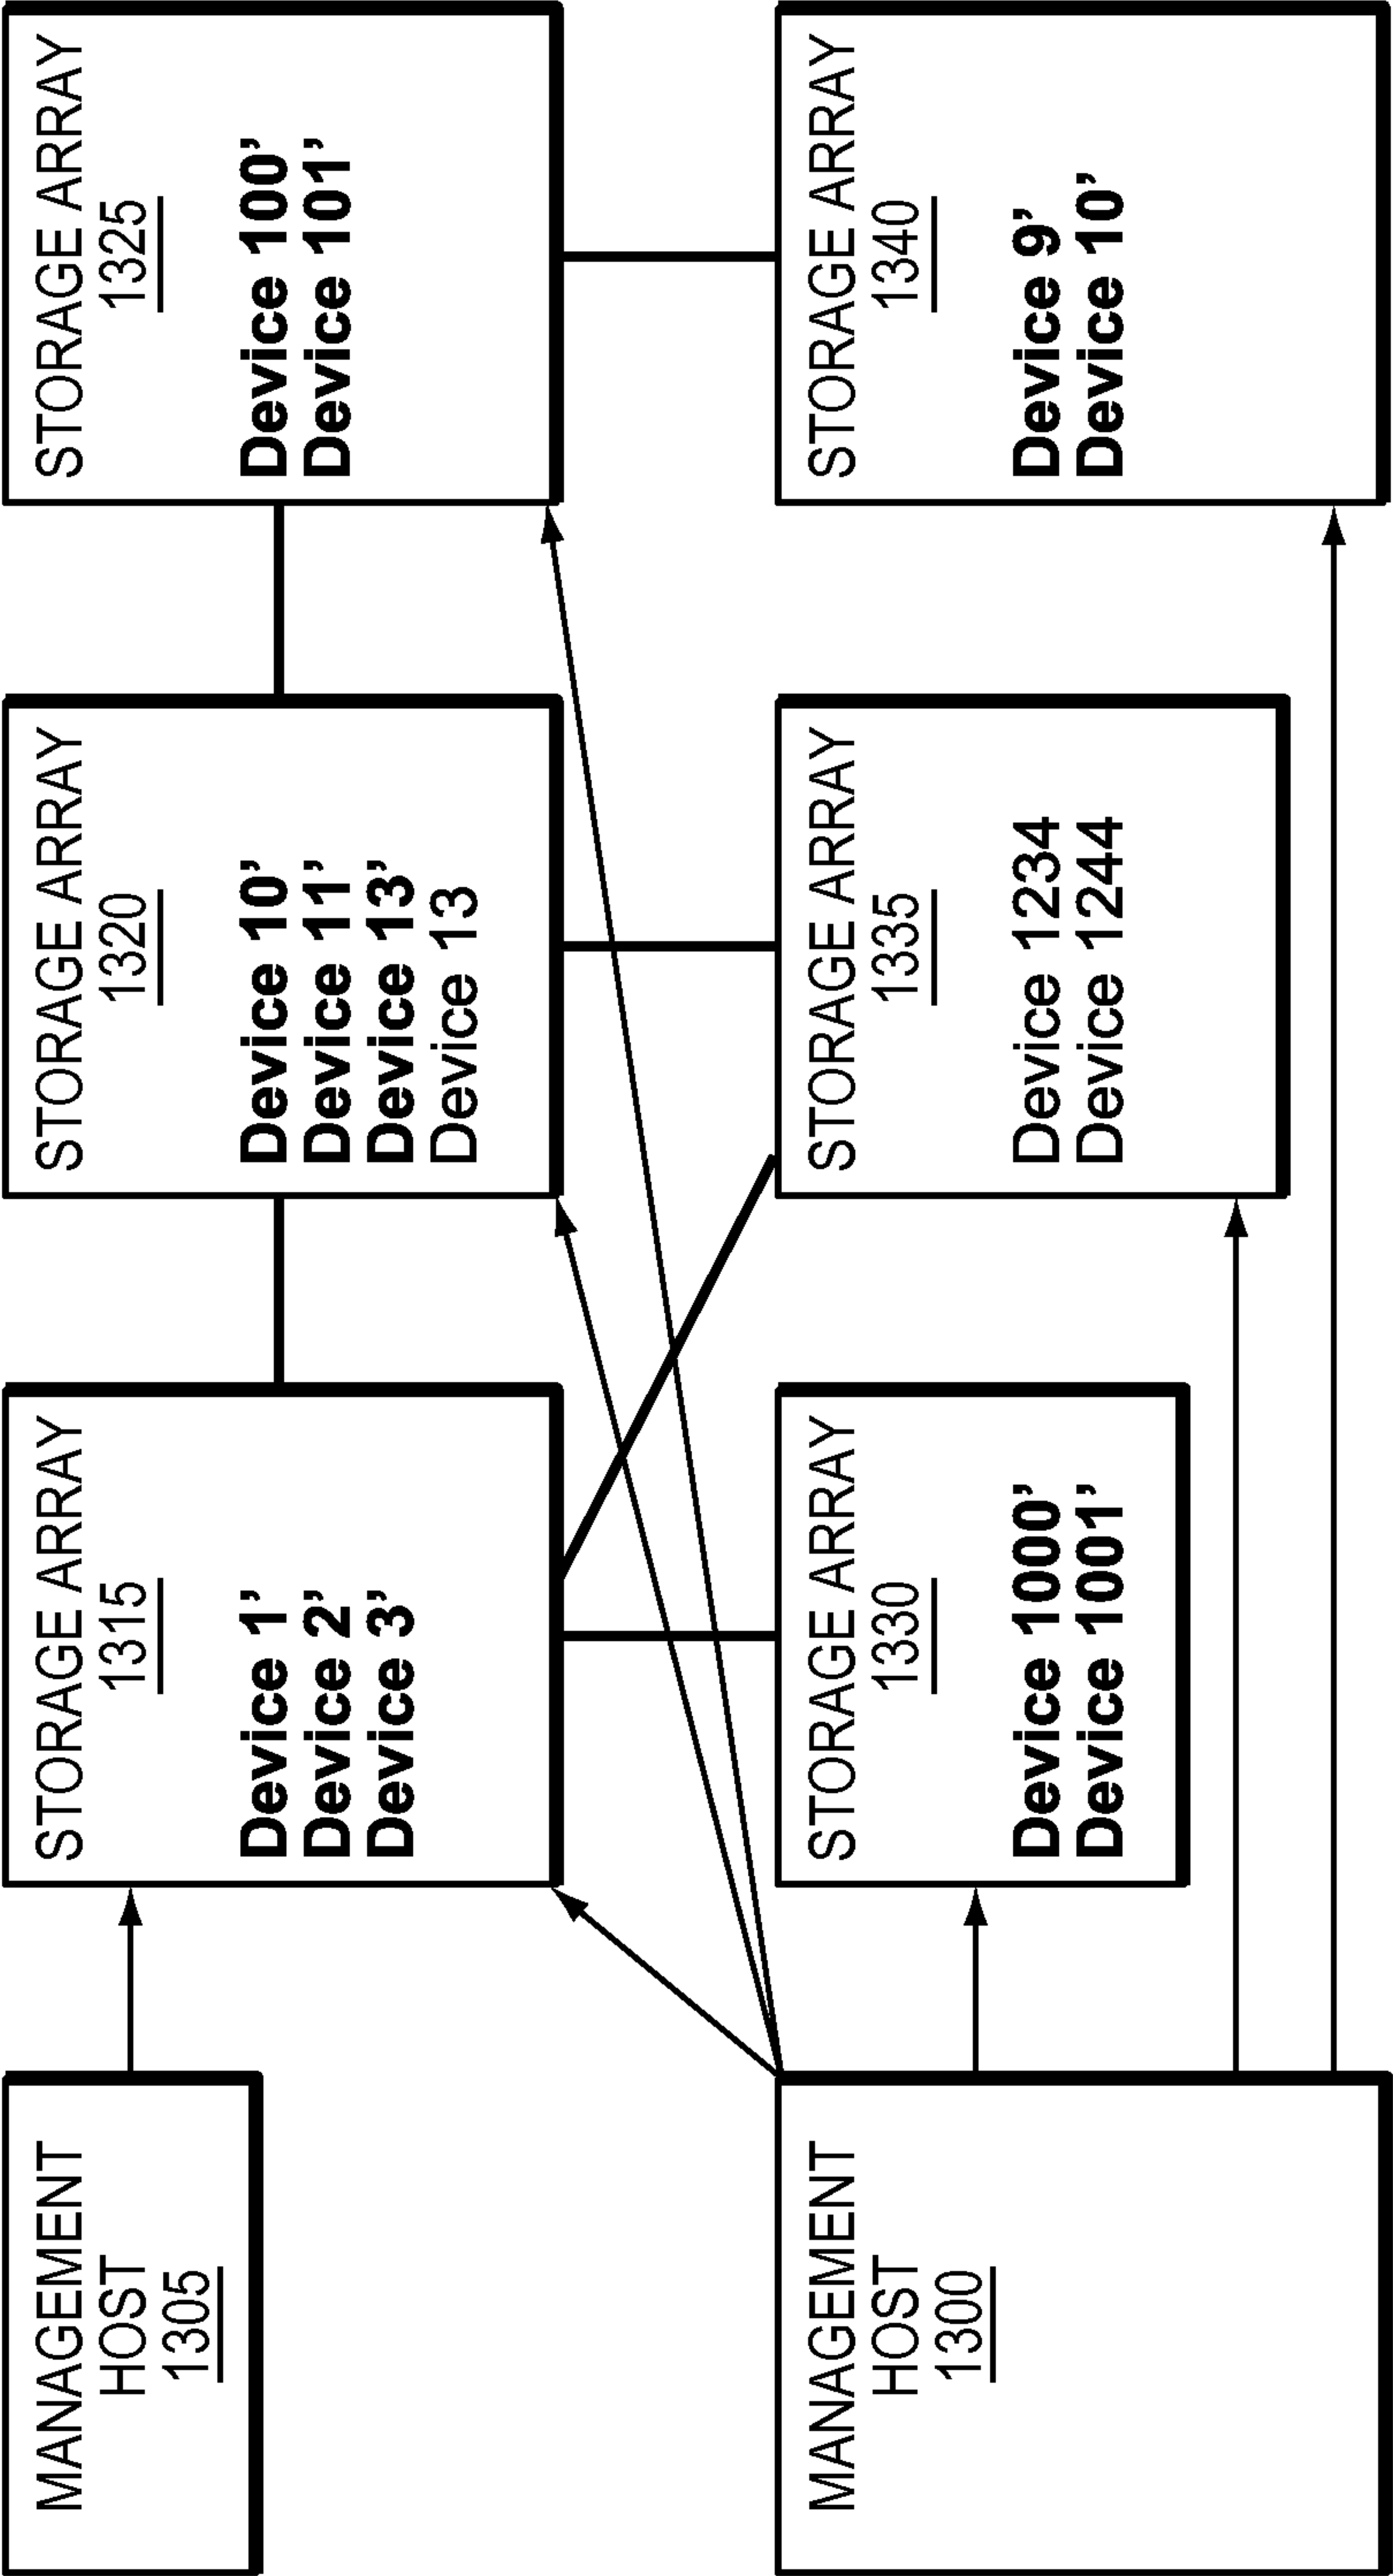 MANAGEMENT
HOST
1305
STORAGE ARRAY
1315
Device 1’
Device 2’
Device 3’
STORAGE ARRAY
1320
Device 10’
Device 11’
Device 13’
Device 13
STORAGE ARRAY
1325
Device 100’
Device 101’
MANAGEMENT
HOST
1300
STORAGE ARRAY
1330
Device 1000’
Device 1001’
STORAGE ARRAY
1335
Device 1234
Device 1244
STORAGE ARRAY
1340
Device 9’
Device 10’